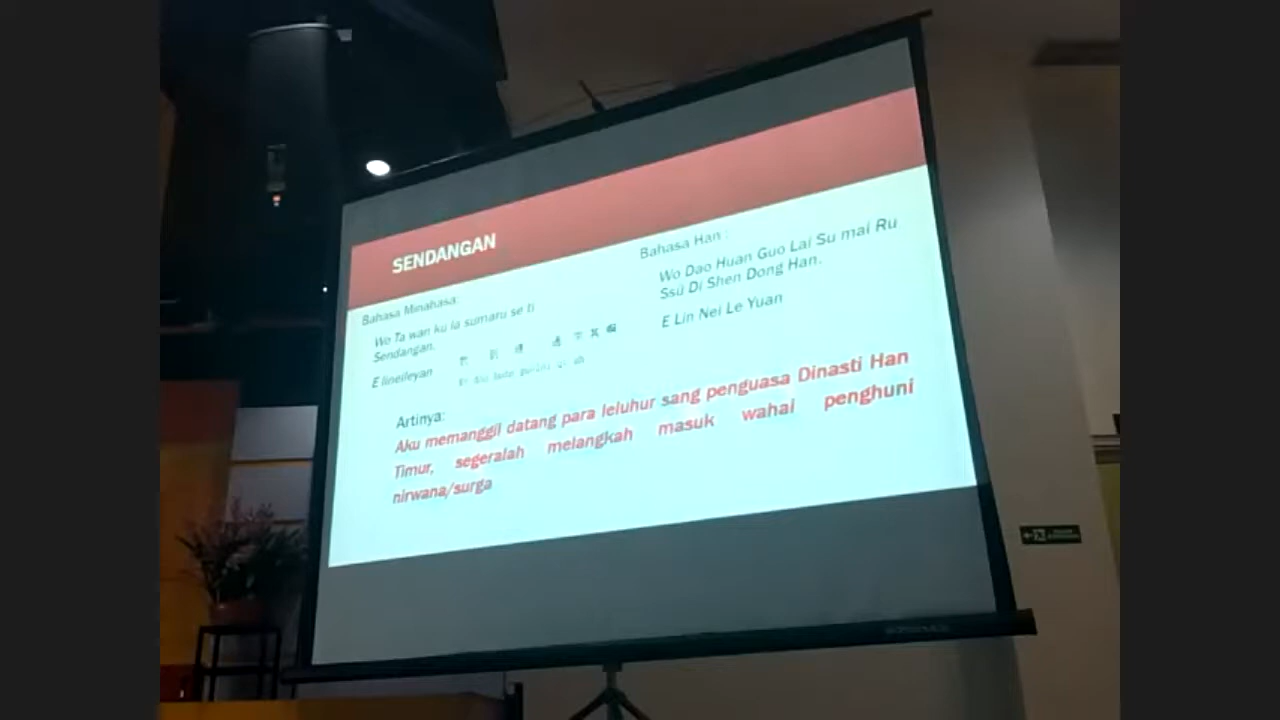 SENDANGAN
Bahasa Minahasa:
Wo Ta wan ku la sumaru se ti
Sendangan.
E lineileyan
Bahasa Han :
Wo Dao Huan Guo Lai Su mai Ru
Ssü Di Shen Dong Han.
E Lin Nei Le Yuan
Artinya:
Aku memanggil datang para leluhur sang penguasa Dinasti Han
Timur, segeralah melangkah masuk wahai penghuni
nirwana/surga